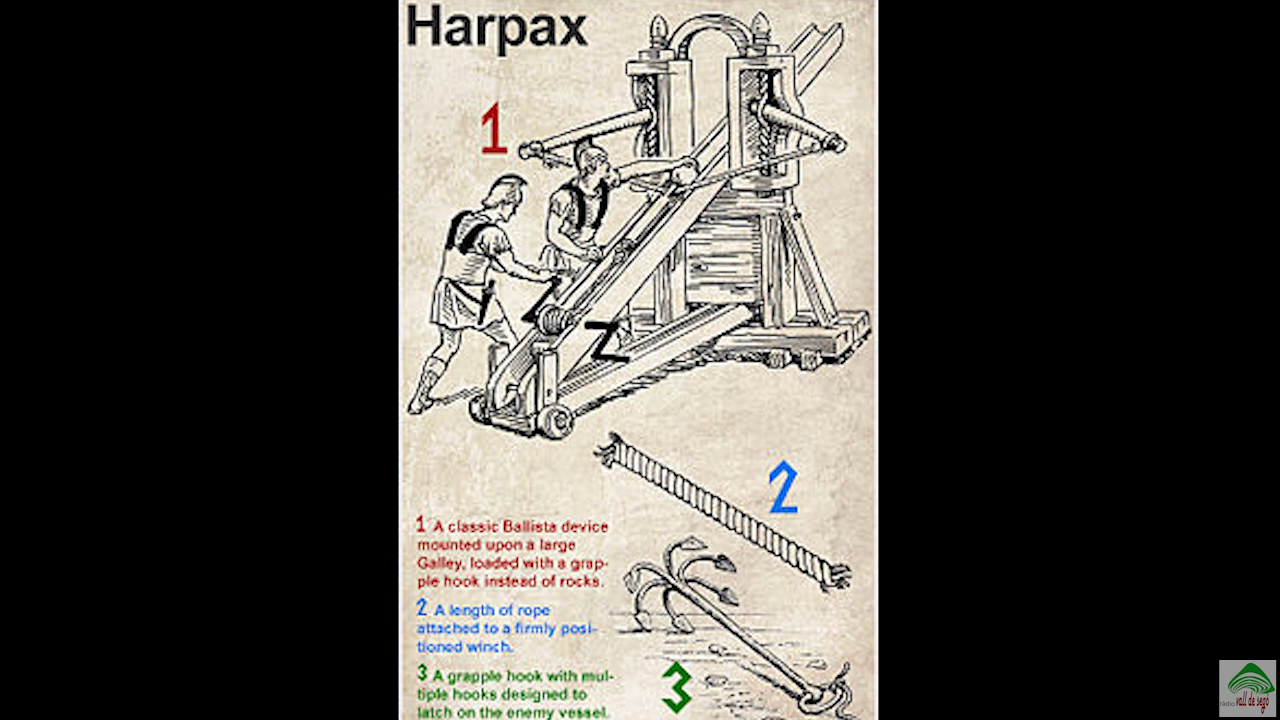 Harpax
1
2
1 A classic Ballista device
mounted upon a large
Galley, loaded with a grap-
ple hook instead of rocks.
2 A length of rope
attached to a firmly posi-
tioned winch.
3
3 A grapple hook with mul-
tiple hooks designed to
latch on the enemy vessel.
ràdio vall de sego